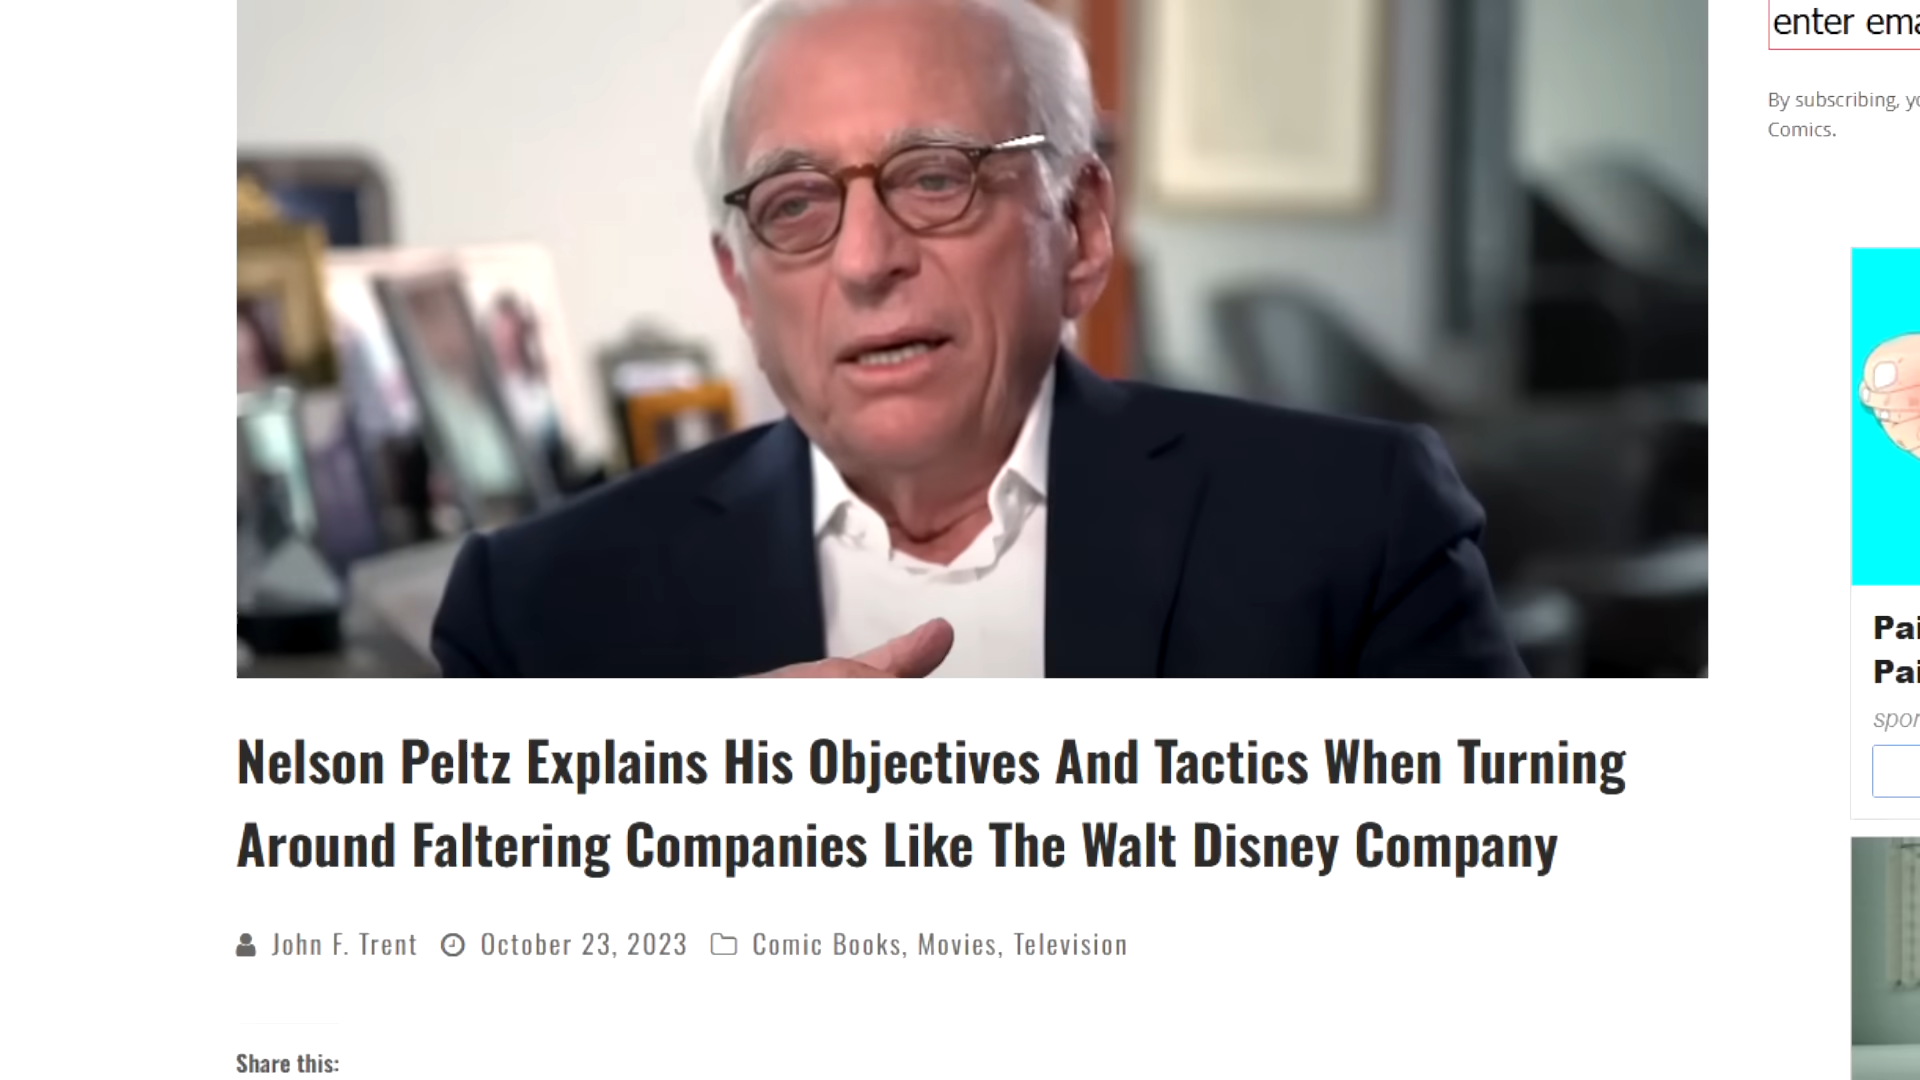 enter ema
By subscribing, yo
Comics.
Nelson Peltz Explains His Objectives And Tactics When Turning
Around Faltering Companies Like The Walt Disney Company
John F. Trent October 23, 2023 Comic Books, Movies, Television
Share this:
Pai
Pai
spon